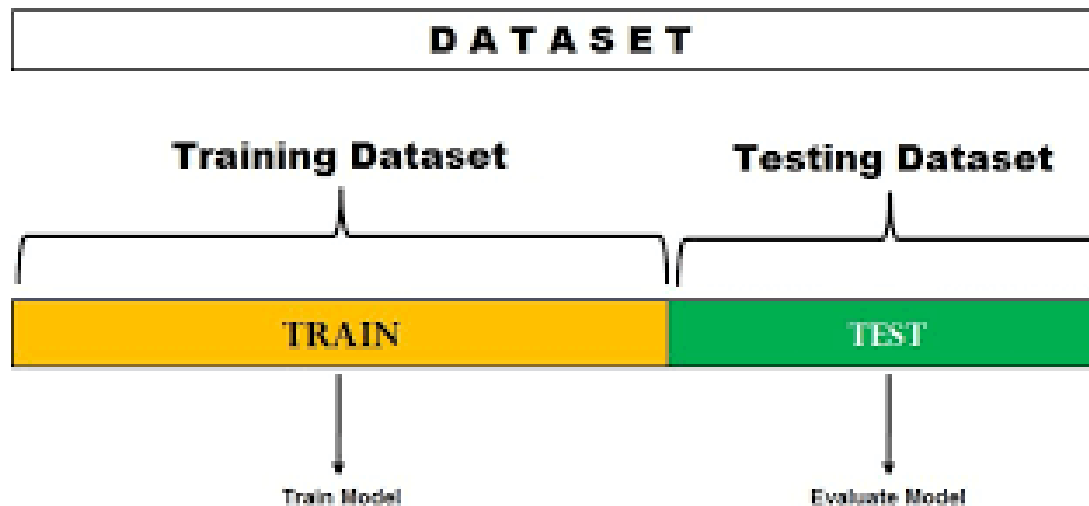 DATASET
Training Dataset
Testing Dataset
TRAIN
TEST
Train Model
Evaluate Model